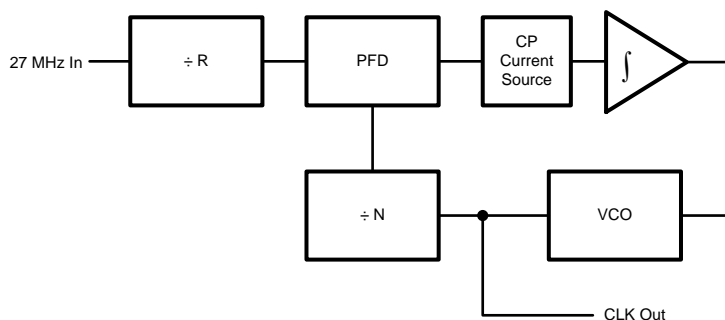 27 MHz In
÷ R
PFD
CP
Current
Source
∫
÷ N
VCO
CLK Out